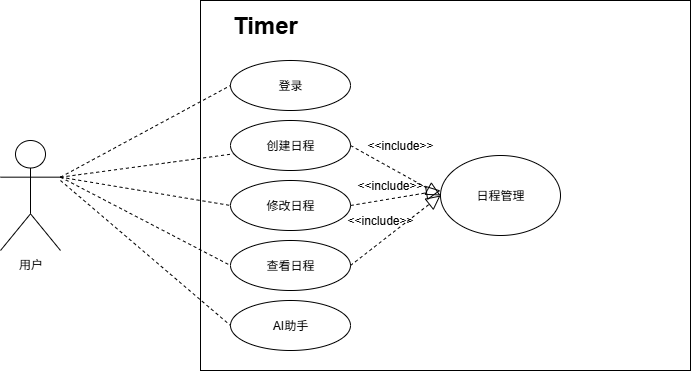 Timer
登录
创建日程
<<include>>
修改日程
<<include>>
日程管理
<<include>>
查看日程
用户
AI助手